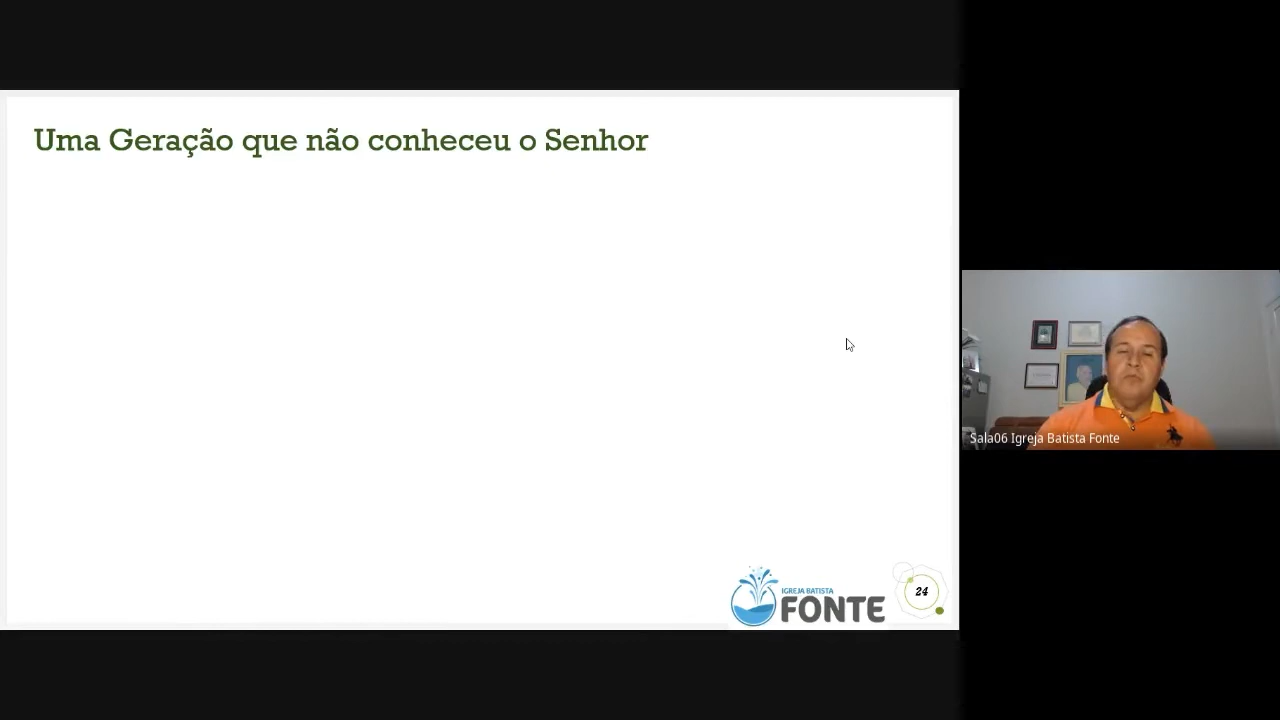 Uma Geração que não conheceu o Senhor
Sala06 Igreja Batista Fonte
IGREJA BATISTA
FONTE
24